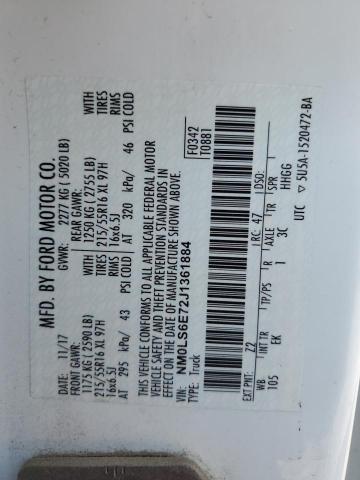 MFD. BY FORD MOTOR CO.
DATE: 11/17 GVWR: 2277 KG ( 5020 LB)
FRONT GAWR: WITH REAR GAWR: WITH
1175 KG ( 2590 LB) TIRES 1250 KG ( 2755 LB) TIRES
215/55R16 XL 97H RIMS 215/55R16 XL 97H RIMS
16x6.5J 16x6.5J
AT 295 kPa/ 43 PSI COLD AT 320 kPa/ 46 PSI COLD
THIS VEHICLE CONFORMS TO ALL APPLICABLE FEDERAL MOTOR
VEHICLE SAFETY AND THEFT PREVENTION STANDARDS IN
EFFECT ON THE DATE OF MANUFACTURE SHOWN ABOVE.
VIN: NM0LS6E72J1361884
TYPE: Truck
F0342
T0881
EXT PNT: Z2 RC: 47 DSO:
WB INT TR TP/PS R AXLE TR SPR
105 EK I 3C I HHGG
UTC ▽ 5U5A-1520472-BA